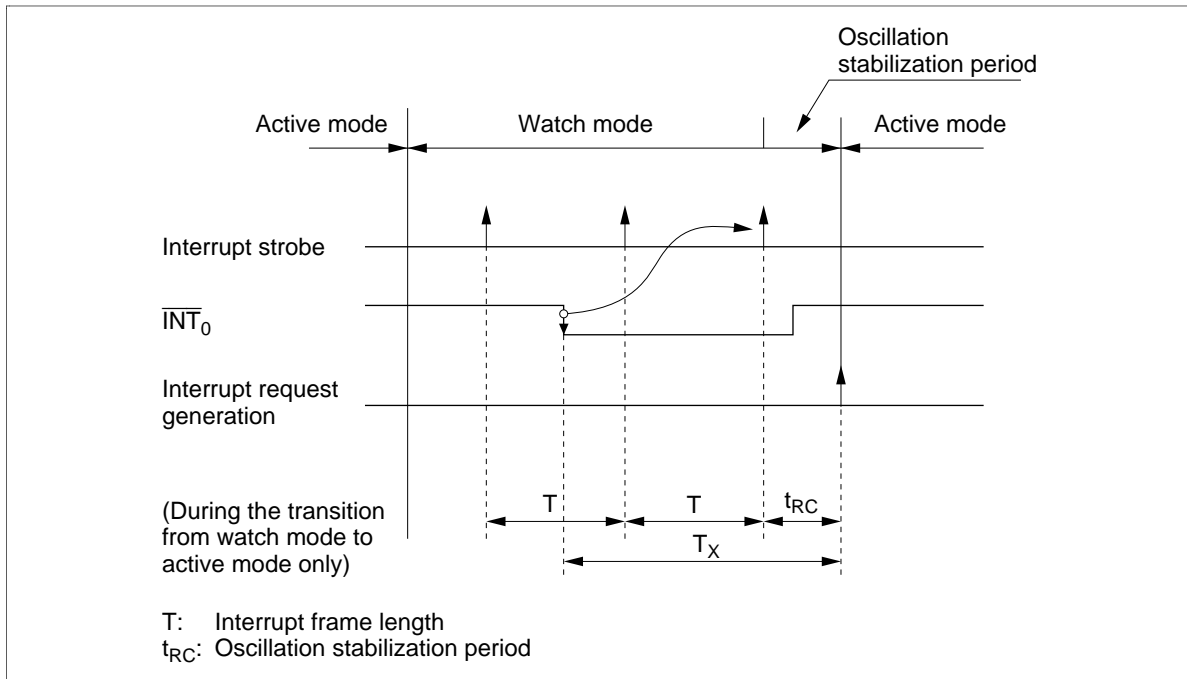 Oscillation
stabilization period
Active mode Watch mode Active mode
Interrupt strobe
INT0
Interrupt request
generation
T T tRC
TX
(During the transition
from watch mode to
active mode only)
T: Interrupt frame length
tRC: Oscillation stabilization period